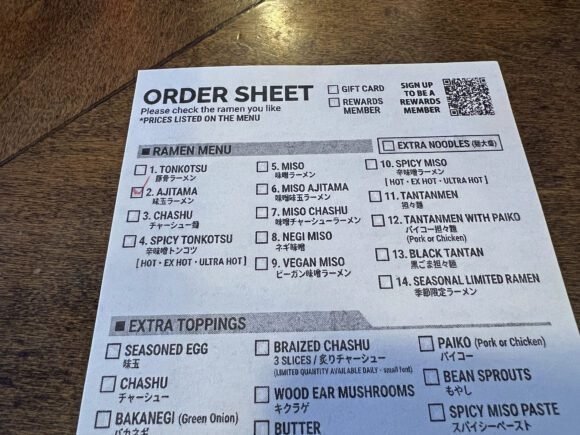 ORDER SHEET
Please check the ramen you like
*PRICES LISTED ON THE MENU
GIFT CARD
REWARDS
MEMBER
SIGN UP
TO BE A
REWARDS
MEMBER
RAMEN MENU
EXTRA NOODLES (麺大盛)
1. TONKOTSU
豚骨ラーメン
2. AJITAMA
味玉ラーメン
3. CHASHU
チャーシュー麺
4. SPICY TONKOTSU
辛味噌トンコツ
[ HOT・EX HOT・ULTRA HOT ]
5. MISO
味噌ラーメン
6. MISO AJITAMA
味噌味玉ラーメン
7. MISO CHASHU
味噌チャーシューラーメン
8. NEGI MISO
ネギ味噌
9. VEGAN MISO
ビーガン味噌ラーメン
10. SPICY MISO
辛味噌ラーメン
[ HOT・EX HOT・ULTRA HOT ]
11. TANTANMEN
担々麺
12. TANTANMEN WITH PAIKO
パイコー担々麺
(Pork or Chicken)
13. BLACK TANTAN
黒ごま担々麺
14. SEASONAL LIMITED RAMEN
季節限定ラーメン
EXTRA TOPPINGS
SEASONED EGG
味玉
CHASHU
チャーシュー
BAKANEGI (Green Onion)
バカネギ
BRAIZED CHASHU
3 SLICES / 炙りチャーシュー
(LIMITED QUANTITY AVAILABLE DAILY - small font)
WOOD EAR MUSHROOMS
キクラゲ
BUTTER
PAIKO (Pork or Chicken)
パイコー
BEAN SPROUTS
もやし
SPICY MISO PASTE
スパイシーペースト